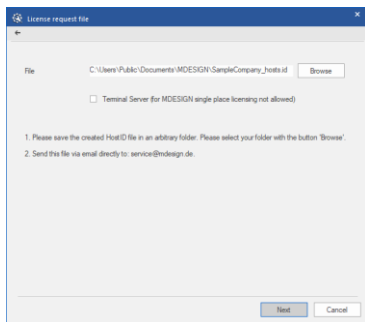 License request file
File C:\Users\Public\Documents\MDESIGN\SampleCompany_hosts.id Browse
Terminal Server (for MDESIGN single place licensing not allowed)
1. Please save the created HostID file in an arbitrary folder. Please select your folder with the button 'Browse'.
2. Send this file via email directly to: service@mdesign.de.
Next Cancel